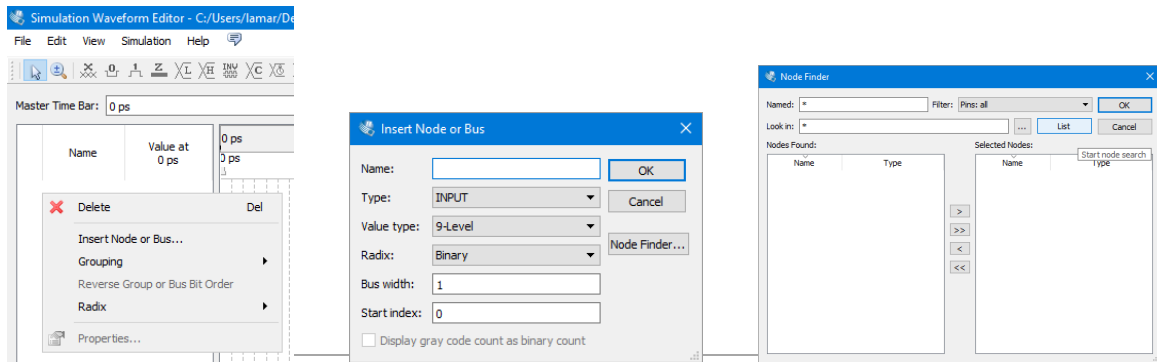 Simulation Waveform Editor - C:/Users/lamar/De
File Edit View Simulation Help
Master Time Bar: 0 ps
Name
Value at
0 ps
0 ps
0 ps
Delete Del
Insert Node or Bus...
Grouping
Reverse Group or Bus Bit Order
Radix
Properties...
Insert Node or Bus
Name:
OK
Type: INPUT
Cancel
Value type: 9-Level
Node Finder...
Radix: Binary
Bus width: 1
Start index: 0
Display gray code count as binary count
Node Finder
Named: * Filter: Pins: all OK
Look in: * ... List Cancel
Nodes Found: Selected Nodes:
Start node search
Name Type Name Type
>
>>
<
<<